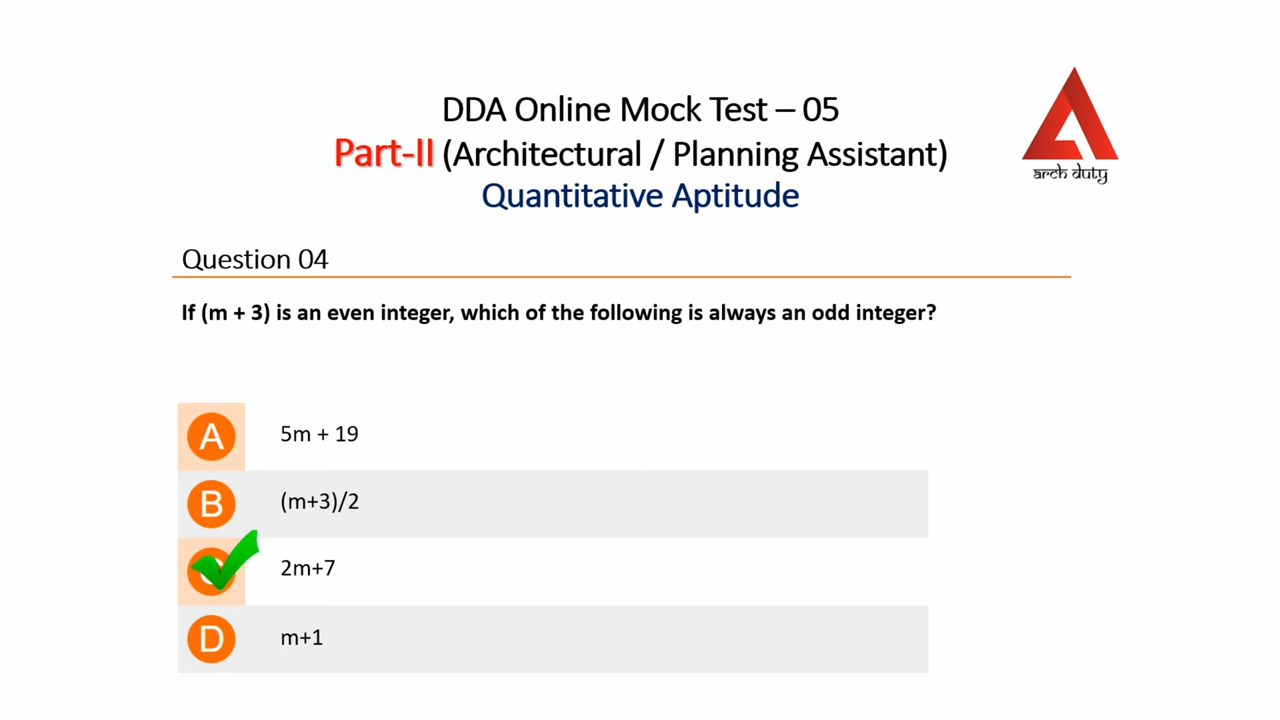 DDA Online Mock Test – 05
Part-II (Architectural / Planning Assistant)
Quantitative Aptitude
arch duty
Question 04
If (m + 3) is an even integer, which of the following is always an odd integer?
A 5m + 19
B (m+3)/2
2m+7
D m+1